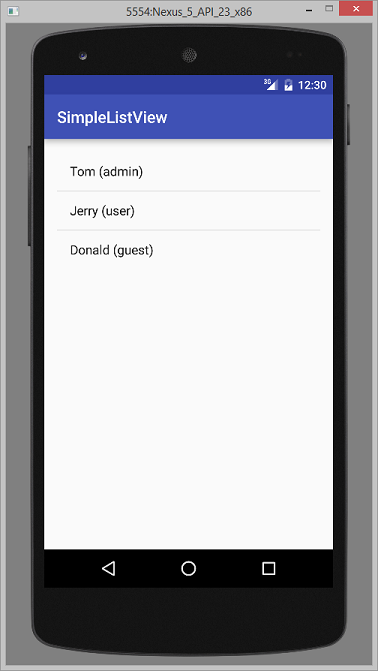 5554:Nexus_5_API_23_x86
3G 12:30
SimpleListView
Tom (admin)
Jerry (user)
Donald (guest)